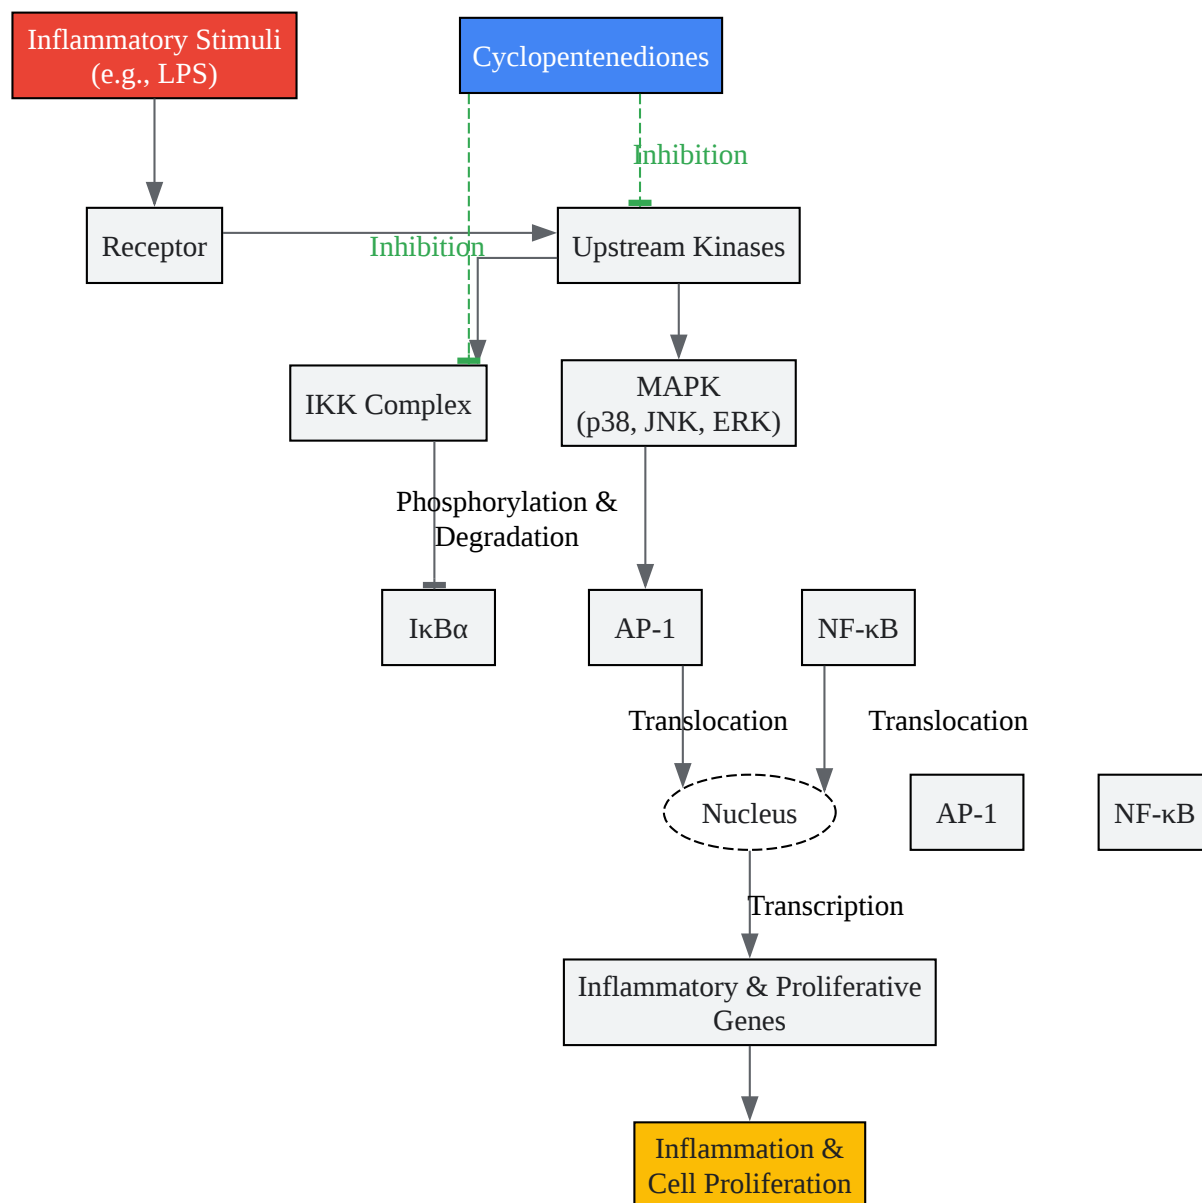 Inflammatory Stimuli
(e.g., LPS)
Cyclopentenediones
Inhibition
Receptor
Inhibition
Upstream Kinases
IKK Complex
MAPK
(p38, JNK, ERK)
Phosphorylation &
Degradation
IκBα
AP-1
NF-κB
Translocation
Translocation
Nucleus
AP-1
NF-κB
Transcription
Inflammatory & Proliferative
Genes
Inflammation &
Cell Proliferation